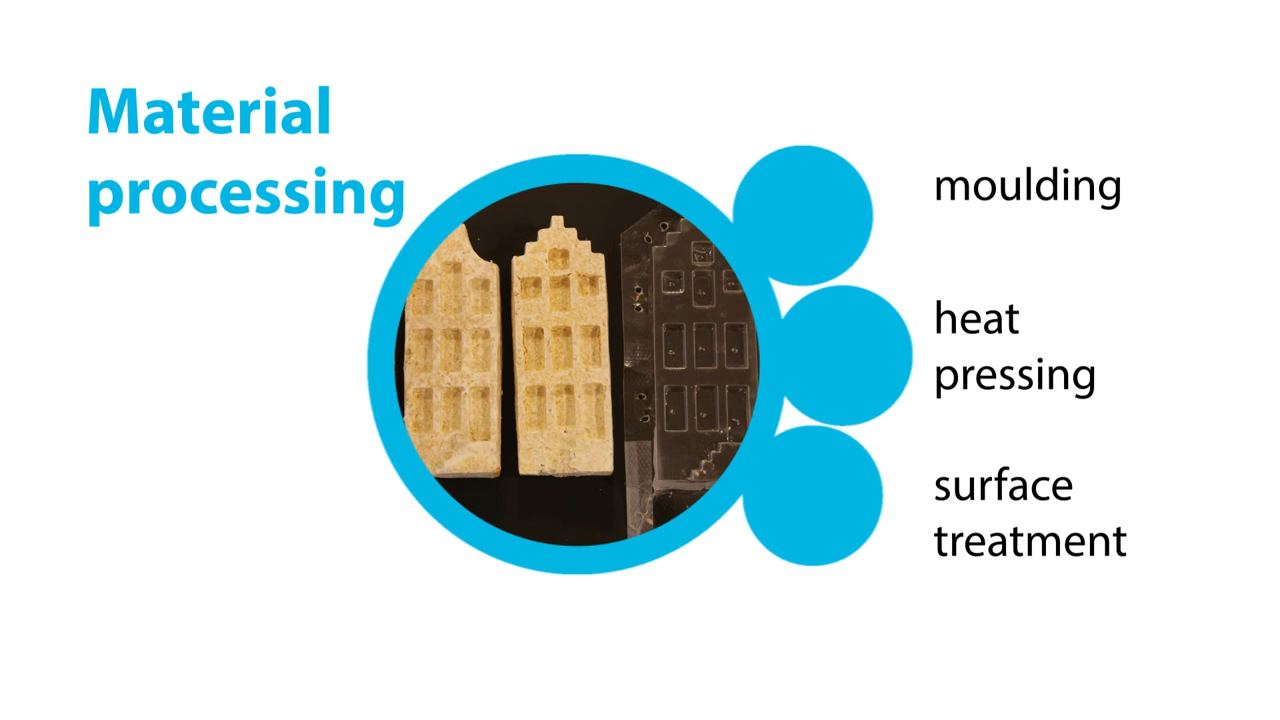 Material
processing
moulding
heat
pressing
surface
treatment